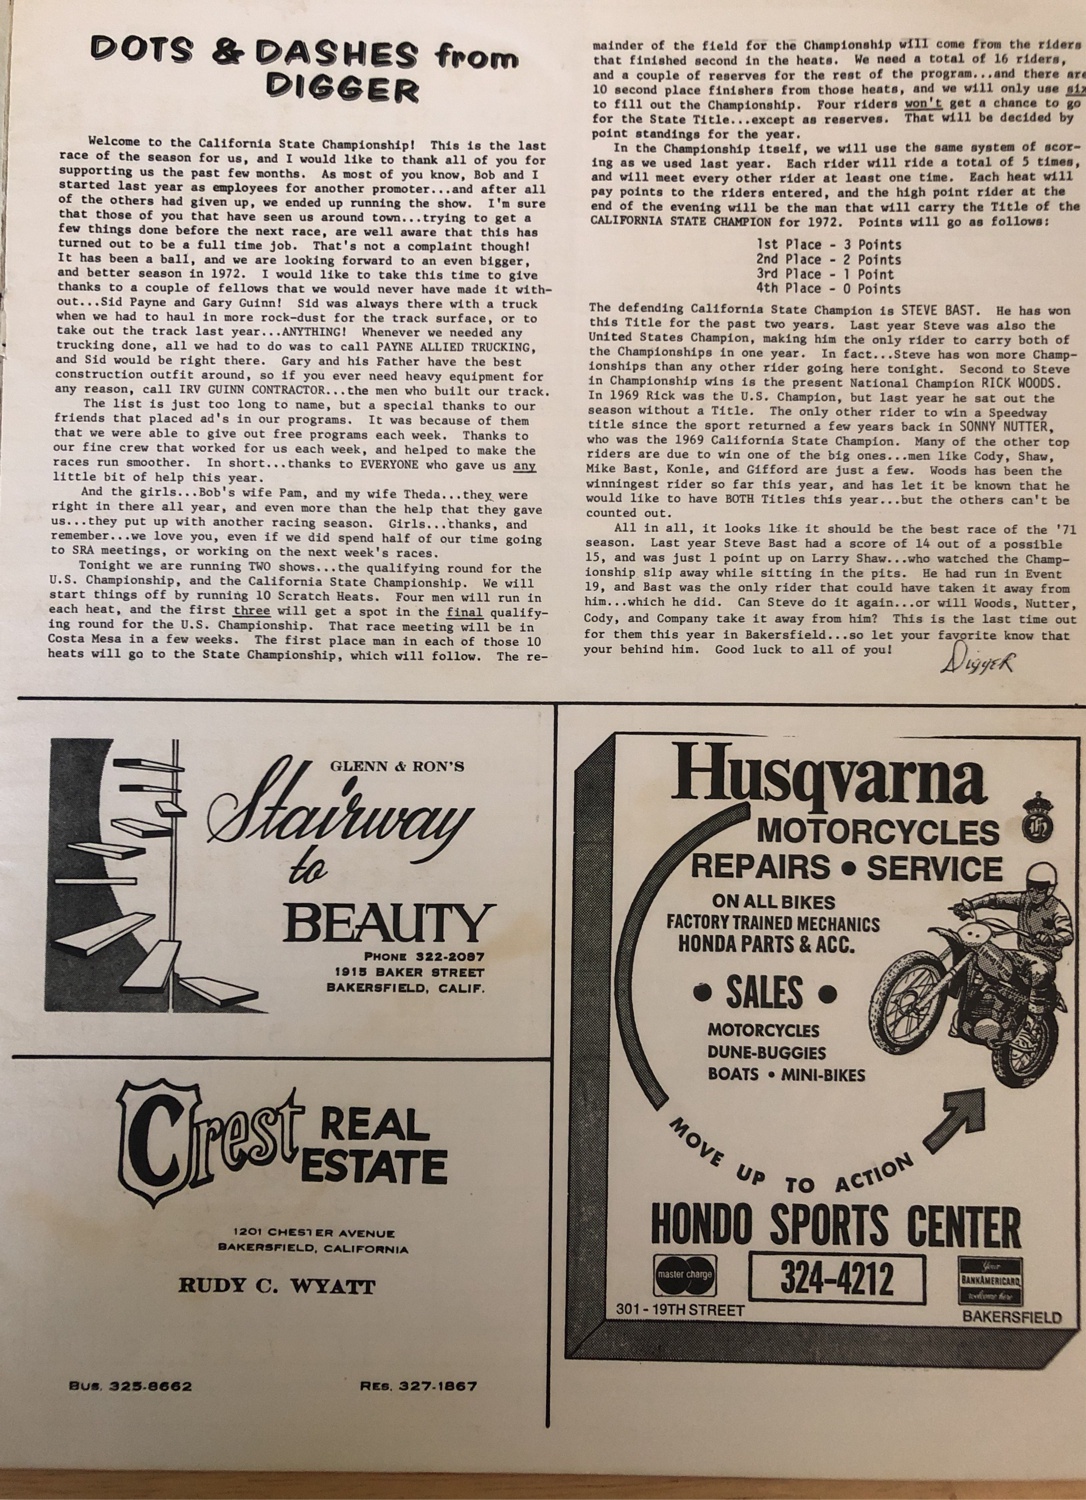 DOTS & DASHES from
DIGGER
Welcome to the California State Championship! This is the last
race of the season for us, and I would like to thank all of you for
supporting us the past few months. As most of you know, Bob and I
started last year as employees for another promoter...and after all
of the others had given up, we ended up running the show. I'm sure
that those of you that have seen us around town...trying to get a
few things done before the next race, are well aware that this has
turned out to be a full time job. That's not a complaint though!
It has been a ball, and we are looking forward to an even bigger,
and better season in 1972. I would like to take this time to give
thanks to a couple of fellows that we would never have made it with-
out...Sid Payne and Gary Guinn! Sid was always there with a truck
when we had to haul in more rock-dust for the track surface, or to
take out the track last year...ANYTHING! Whenever we needed any
trucking done, all we had to do was to call PAYNE ALLIED TRUCKING,
and Sid would be right there. Gary and his Father have the best
construction outfit around, so if you ever need heavy equipment for
any reason, call IRV GUINN CONTRACTOR...the men who built our track.
The list is just too long to name, but a special thanks to our
friends that placed ad's in our programs. It was because of them
that we were able to give out free programs each week. Thanks to
our fine crew that worked for us each week, and helped to make the
races run smoother. In short...thanks to EVERYONE who gave us any
little bit of help this year.
And the girls...Bob's wife Pam, and my wife Theda...they were
right in there all year, and even more than the help that they gave
us...they put up with another racing season. Girls...thanks, and
remember...we love you, even if we did spend half of our time going
to SRA meetings, or working on the next week's races.
Tonight we are running TWO shows...the qualifying round for the
U.S. Championship, and the California State Championship. We will
start things off by running 10 Scratch Heats. Four men will run in
each heat, and the first three will get a spot in the final qualify-
ing round for the U.S. Championship. That race meeting will be in
Costa Mesa in a few weeks. The first place man in each of those 10
heats will go to the State Championship, which will follow. The re-
mainder of the field for the Championship will come from the riders
that finished second in the heats. We need a total of 16 riders,
and a couple of reserves for the rest of the program...and there are
10 second place finishers from those heats, and we will only use six
to fill out the Championship. Four riders won't get a chance to go
for the State Title...except as reserves. That will be decided by
point standings for the year.
In the Championship itself, we will use the same system of scor-
ing as we used last year. Each rider will ride a total of 5 times,
and will meet every other rider at least one time. Each heat will
pay points to the riders entered, and the high point rider at the
end of the evening will be the man that will carry the Title of the
CALIFORNIA STATE CHAMPION for 1972. Points will go as follows:
1st Place - 3 Points
2nd Place - 2 Points
3rd Place - 1 Point
4th Place - 0 Points
The defending California State Champion is STEVE BAST. He has won
this Title for the past two years. Last year Steve was also the
United States Champion, making him the only rider to carry both of
the Championships in one year. In fact...Steve has won more Champ-
ionships than any other rider going here tonight. Second to Steve
in Championship wins is the present National Champion RICK WOODS.
In 1969 Rick was the U.S. Champion, but last year he sat out the
season without a Title. The only other rider to win a Speedway
title since the sport returned a few years back in SONNY NUTTER,
who was the 1969 California State Champion. Many of the other top
riders are due to win one of the big ones...men like Cody, Shaw,
Mike Bast, Konle, and Gifford are just a few. Woods has been the
winningest rider so far this year, and has let it be known that he
would like to have BOTH Titles this year...but the others can't be
counted out.
All in all, it looks like it should be the best race of the '71
season. Last year Steve Bast had a score of 14 out of a possible
15, and was just 1 point up on Larry Shaw...who watched the Champ-
ionship slip away while sitting in the pits. He had run in Event
19, and Bast was the only rider that could have taken it away from
him...which he did. Can Steve do it again...or will Woods, Nutter,
Cody, and Company take it away from him? This is the last time out
for them this year in Bakersfield...so let your favorite know that
your behind him. Good luck to all of you!
Digger
GLENN & RON'S
Stairway
to
BEAUTY
PHONE 322-2097
1915 BAKER STREET
BAKERSFIELD, CALIF.
Crest REAL
ESTATE
1201 CHESTER AVENUE
BAKERSFIELD, CALIFORNIA
RUDY C. WYATT
BUS. 325-8662 RES. 327-1867
Husqvarna
MOTORCYCLES
H
REPAIRS • SERVICE
ON ALL BIKES
FACTORY TRAINED MECHANICS
HONDA PARTS & ACC.
• SALES •
MOTORCYCLES
DUNE-BUGGIES
BOATS • MINI-BIKES
MOVE UP TO ACTION
HONDO SPORTS CENTER
master charge
324-4212
Your
BANKAMERICARD
welcome here
301 - 19TH STREET
BAKERSFIELD